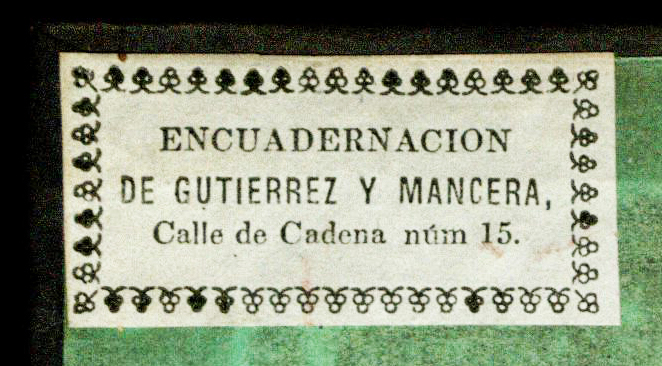 ENCUADERNACION
DE GUTIERREZ Y MANCERA,
Calle de Cadena núm 15.